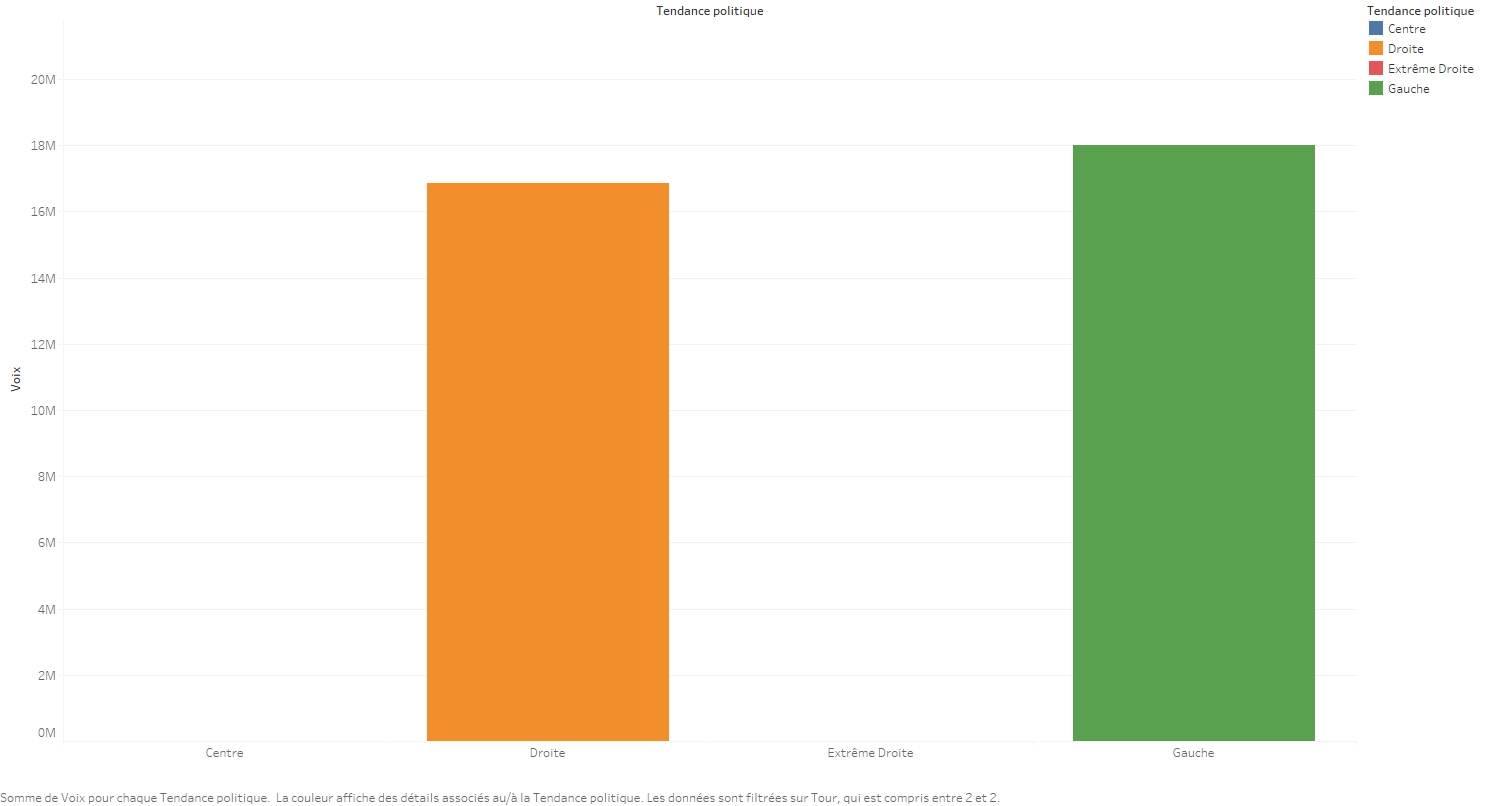 Tendance politique
Tendance politique
Centre
Droite
Extrême Droite
Gauche
20M
18M
16M
14M
12M
10M
8M
6M
4M
2M
0M
Voix
Centre
Droite
Extrême Droite
Gauche
Somme de Voix pour chaque Tendance politique.  La couleur affiche des détails associés au/à la Tendance politique. Les données sont filtrées sur Tour, qui est compris entre 2 et 2.